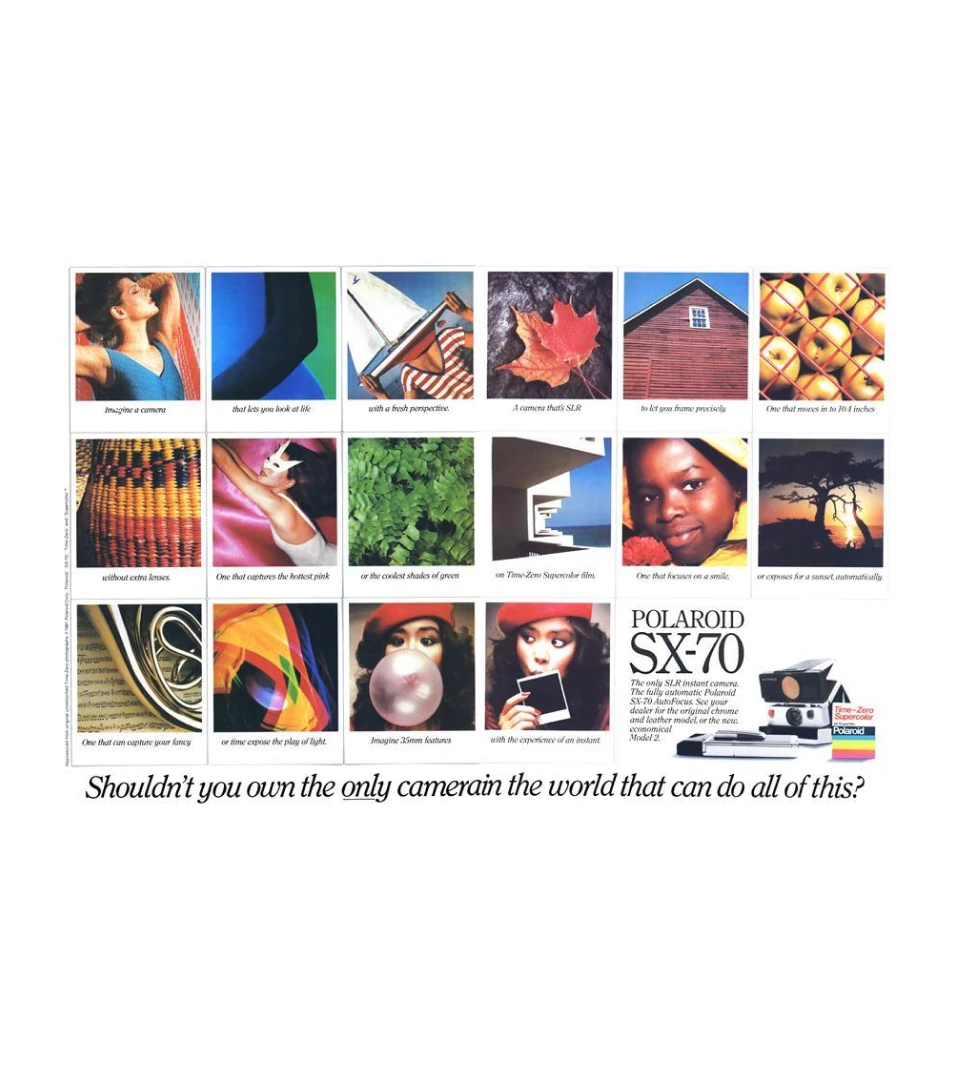 Imagine a camera
that lets you look at life
with a fresh perspective.
A camera that's SLR
to let you frame precisely.
One that moves in to 10.4 inches
without extra lenses.
One that captures the hottest pink
or the coolest shades of green
on Time-Zero Supercolor film.
One that focuses on a smile,
or exposes for a sunset, automatically.
One that can capture your fancy
or time expose the play of light.
Imagine 35mm features
with the experience of an instant.
POLAROID
SX-70
The only SLR instant camera.
The fully automatic Polaroid
SX-70 AutoFocus. See your
dealer for the original chrome
and leather model, or the new,
economical
Model 2.
Time-Zero
Supercolor
Polaroid
Shouldn't you own the only camerain the world that can do all of this?